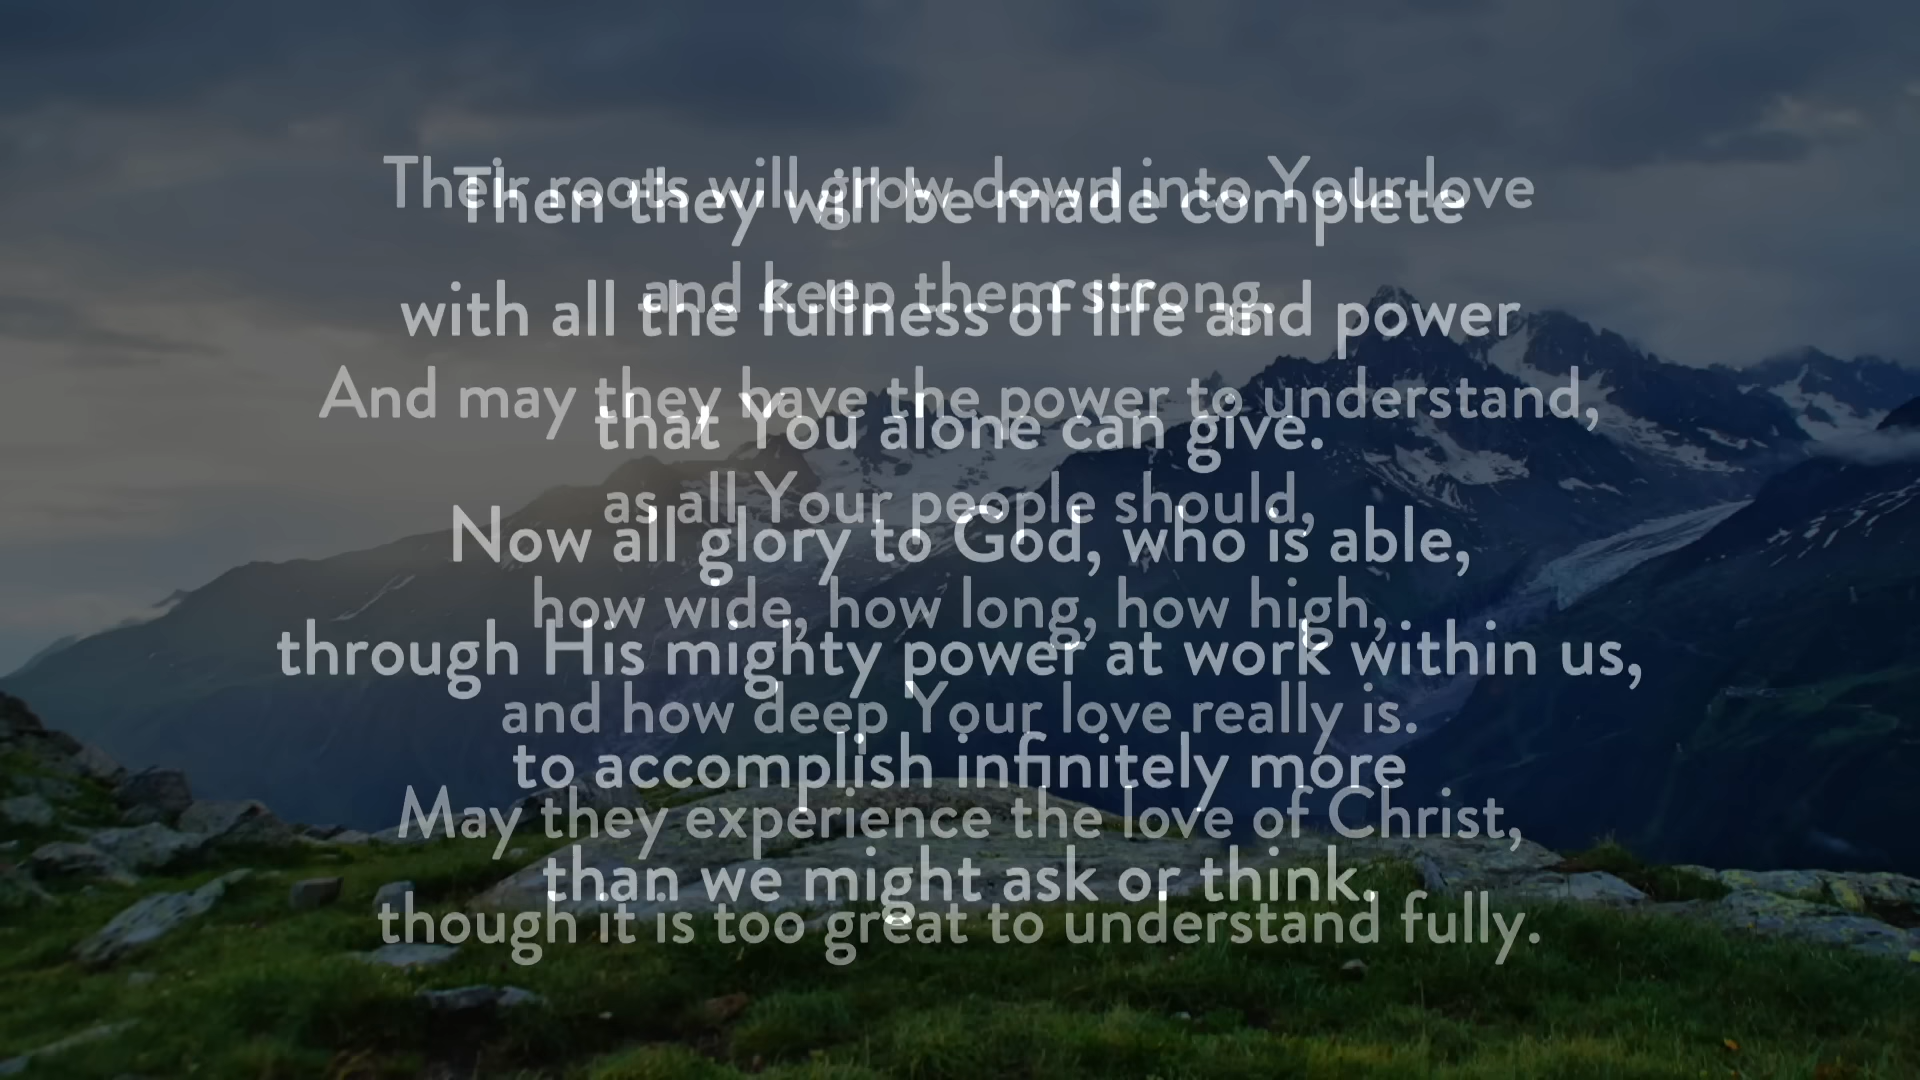 Their roots will grow down into Your love
and keep them strong.
And may they have the power to understand,
as all Your people should,
how wide, how long, how high,
and how deep Your love really is.
May they experience the love of Christ,
though it is too great to understand fully.
Then they will be made complete
with all the fullness of life and power
that You alone can give.
Now all glory to God, who is able,
through His mighty power at work within us,
to accomplish infinitely more
than we might ask or think.